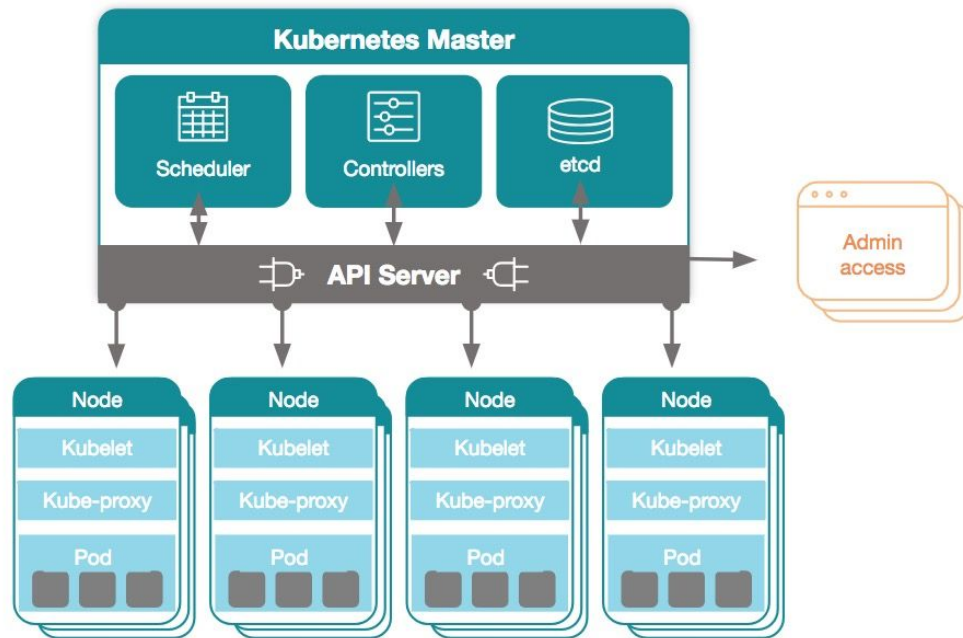 Kubernetes Master
Scheduler
Controllers
etcd
API Server
Admin
access
Node
Kubelet
Kube-proxy
Pod
Node
Kubelet
Kube-proxy
Pod
Node
Kubelet
Kube-proxy
Pod
Node
Kubelet
Kube-proxy
Pod